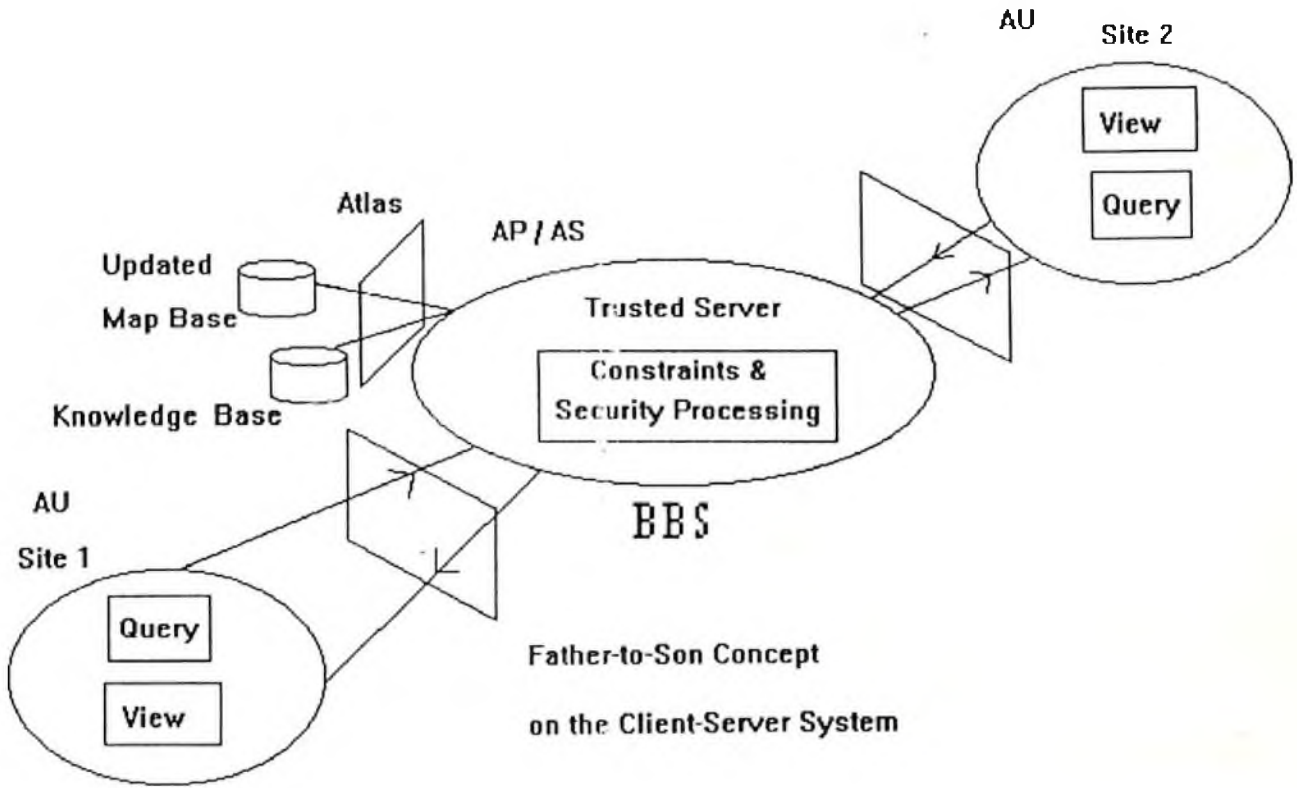 AU
Site 2
View
Query
Atlas
AP / AS
Updated
Map Base
Knowledge Base
Trusted Server
Constraints &
Security Processing
BBS
AU
Site 1
Query
View
Father-to-Son Concept
on the Client-Server System